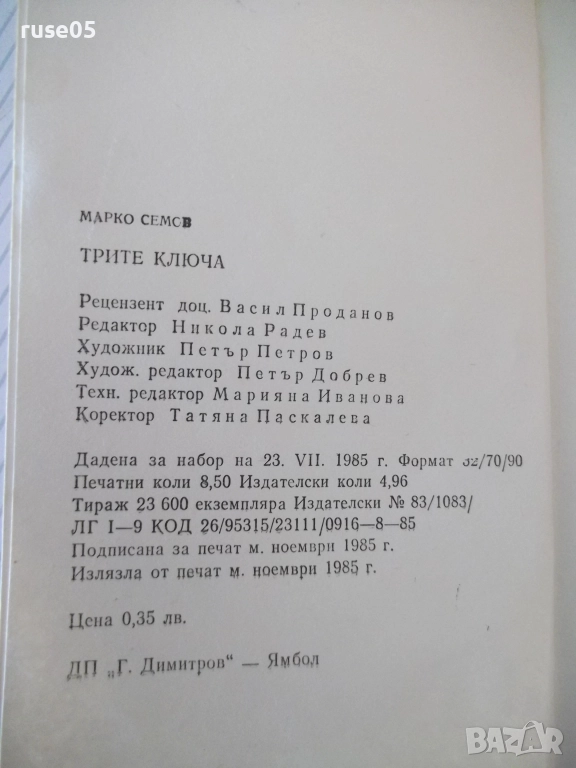 ruse05
МАРКО СЕМОВ
ТРИТЕ КЛЮЧА
Рецензент доц. Васил Проданов
Редактор Никола Радев
Художник Петър Петров
Худож. редактор Петър Добрев
Техн. редактор Марияна Иванова
Коректор Татяна Паскалева
Дадена за набор на 23. VII. 1985 г. Формат 32/70/90
Печатни коли 8,50 Издателски коли 4,96
Тираж 23 600 екземпляра Издателски № 83/1083/
ЛГ I—9 КОД 26/95315/23111/0916—8—85
Подписана за печат м. ноември 1985 г.
Излязла от печат м. ноември 1985 г.
Цена 0,35 лв.
ДП „Г. Димитров“ — Ямбол
BAZAR